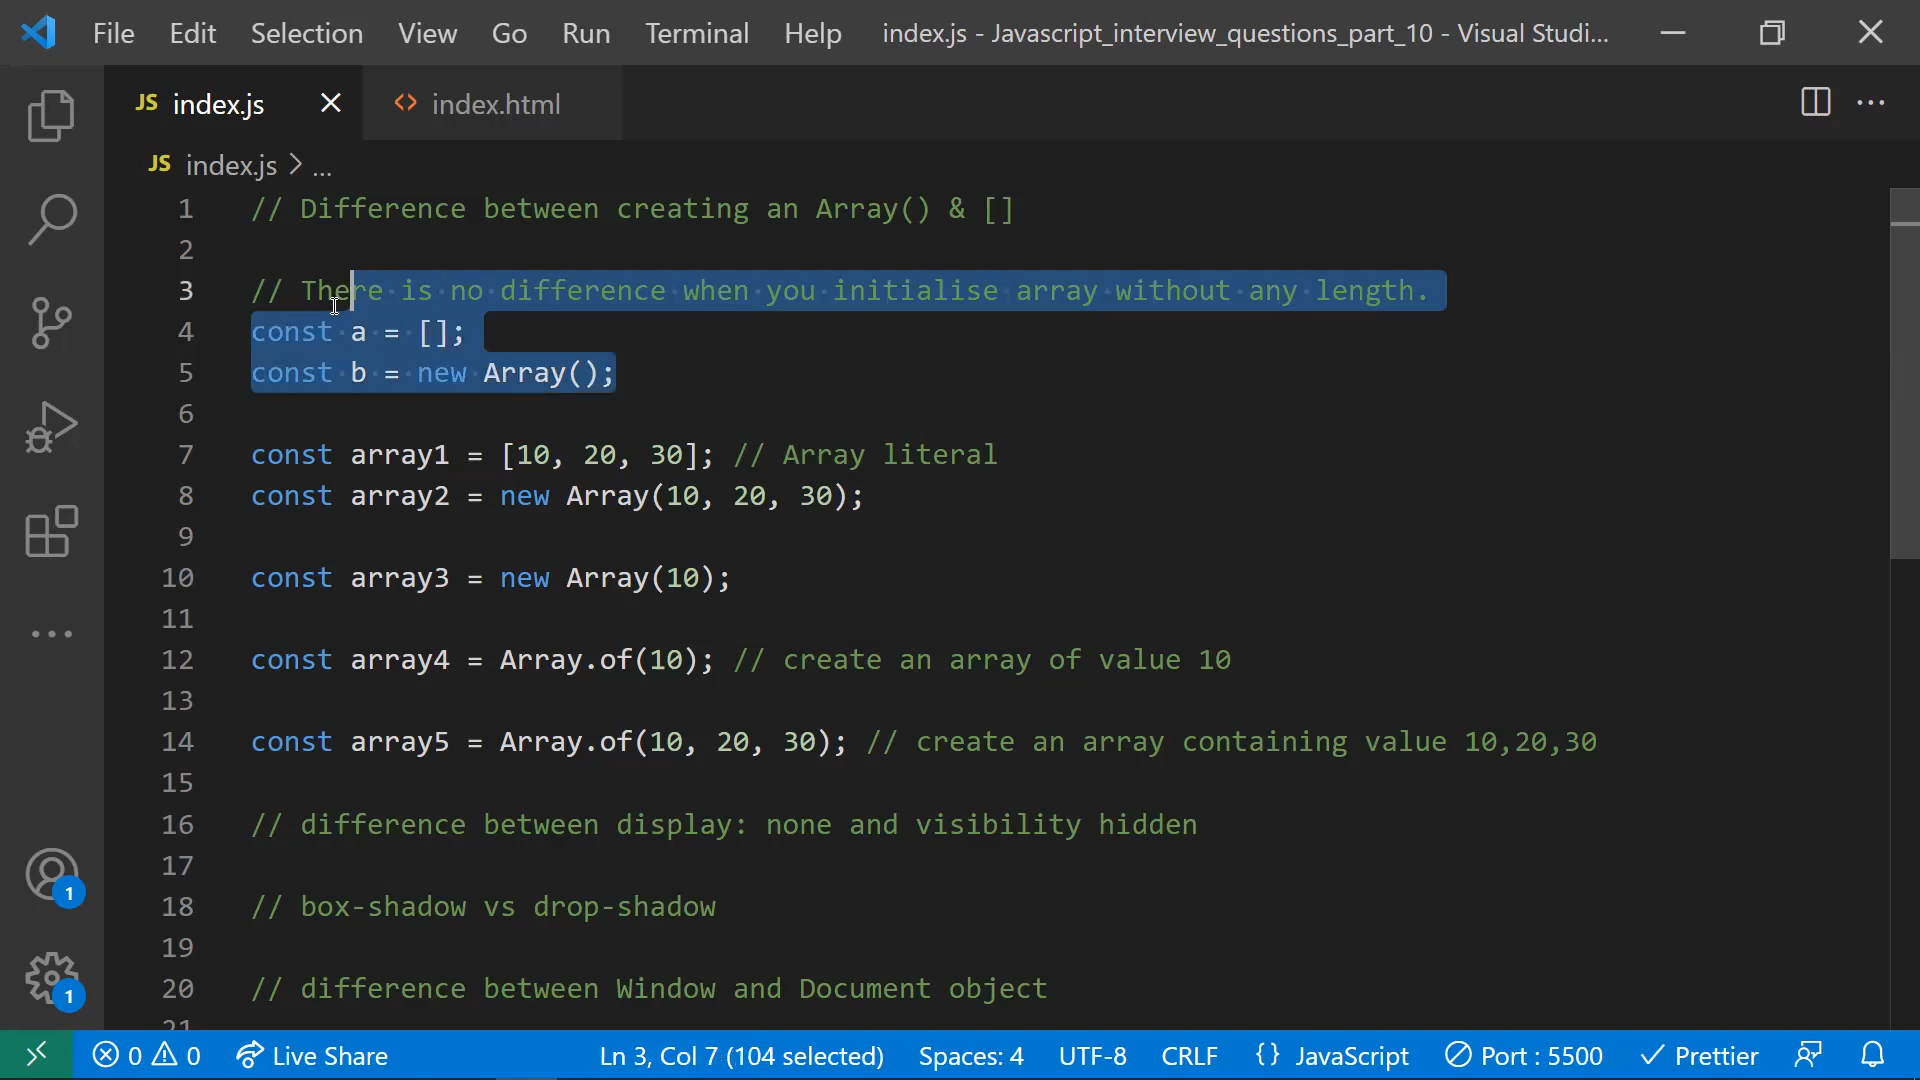 File Edit Selection View Go Run Terminal Help index.js - Javascript_interview_questions_part_10 - Visual Studi...
JS index.js index.html
JS index.js > ...
1 // Difference between creating an Array() & []
2
3 // There is no difference when you initialise array without any length.
4 const a = [];
5 const b = new Array();
6
7 const array1 = [10, 20, 30]; // Array literal
8 const array2 = new Array(10, 20, 30);
9
10 const array3 = new Array(10);
11
12 const array4 = Array.of(10); // create an array of value 10
13
14 const array5 = Array.of(10, 20, 30); // create an array containing value 10,20,30
15
16 // difference between display: none and visibility hidden
17
18 // box-shadow vs drop-shadow
1
19
20 // difference between Window and Document object
1
21
0 0 Live Share Ln 3, Col 7 (104 selected) Spaces: 4 UTF-8 CRLF {} JavaScript Port : 5500 Prettier